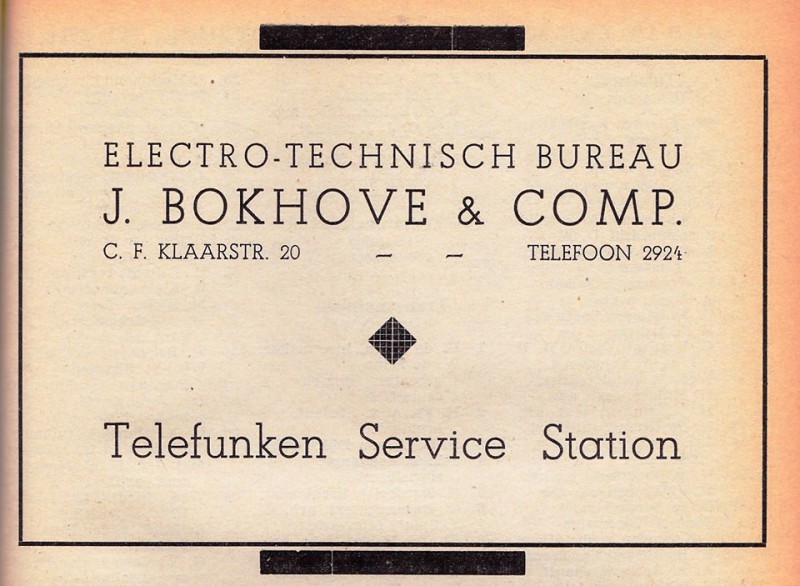 ELECTRO-TECHNISCH BUREAU
J. BOKHOVE & COMP.
C. F. KLAARSTR. 20 — — TELEFOON 2924
Telefunken Service Station